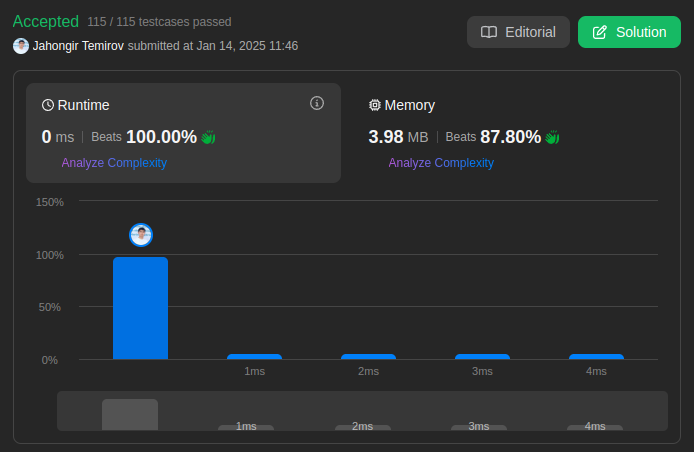 Accepted 115 / 115 testcases passed
Jahongir Temirov submitted at Jan 14, 2025 11:46
Editorial
Solution
Runtime
0 ms | Beats 100.00%
Analyze Complexity
Memory
3.98 MB | Beats 87.80%
Analyze Complexity
150%
100%
50%
0%
1ms 2ms 3ms 4ms
1ms 2ms 3ms 4ms